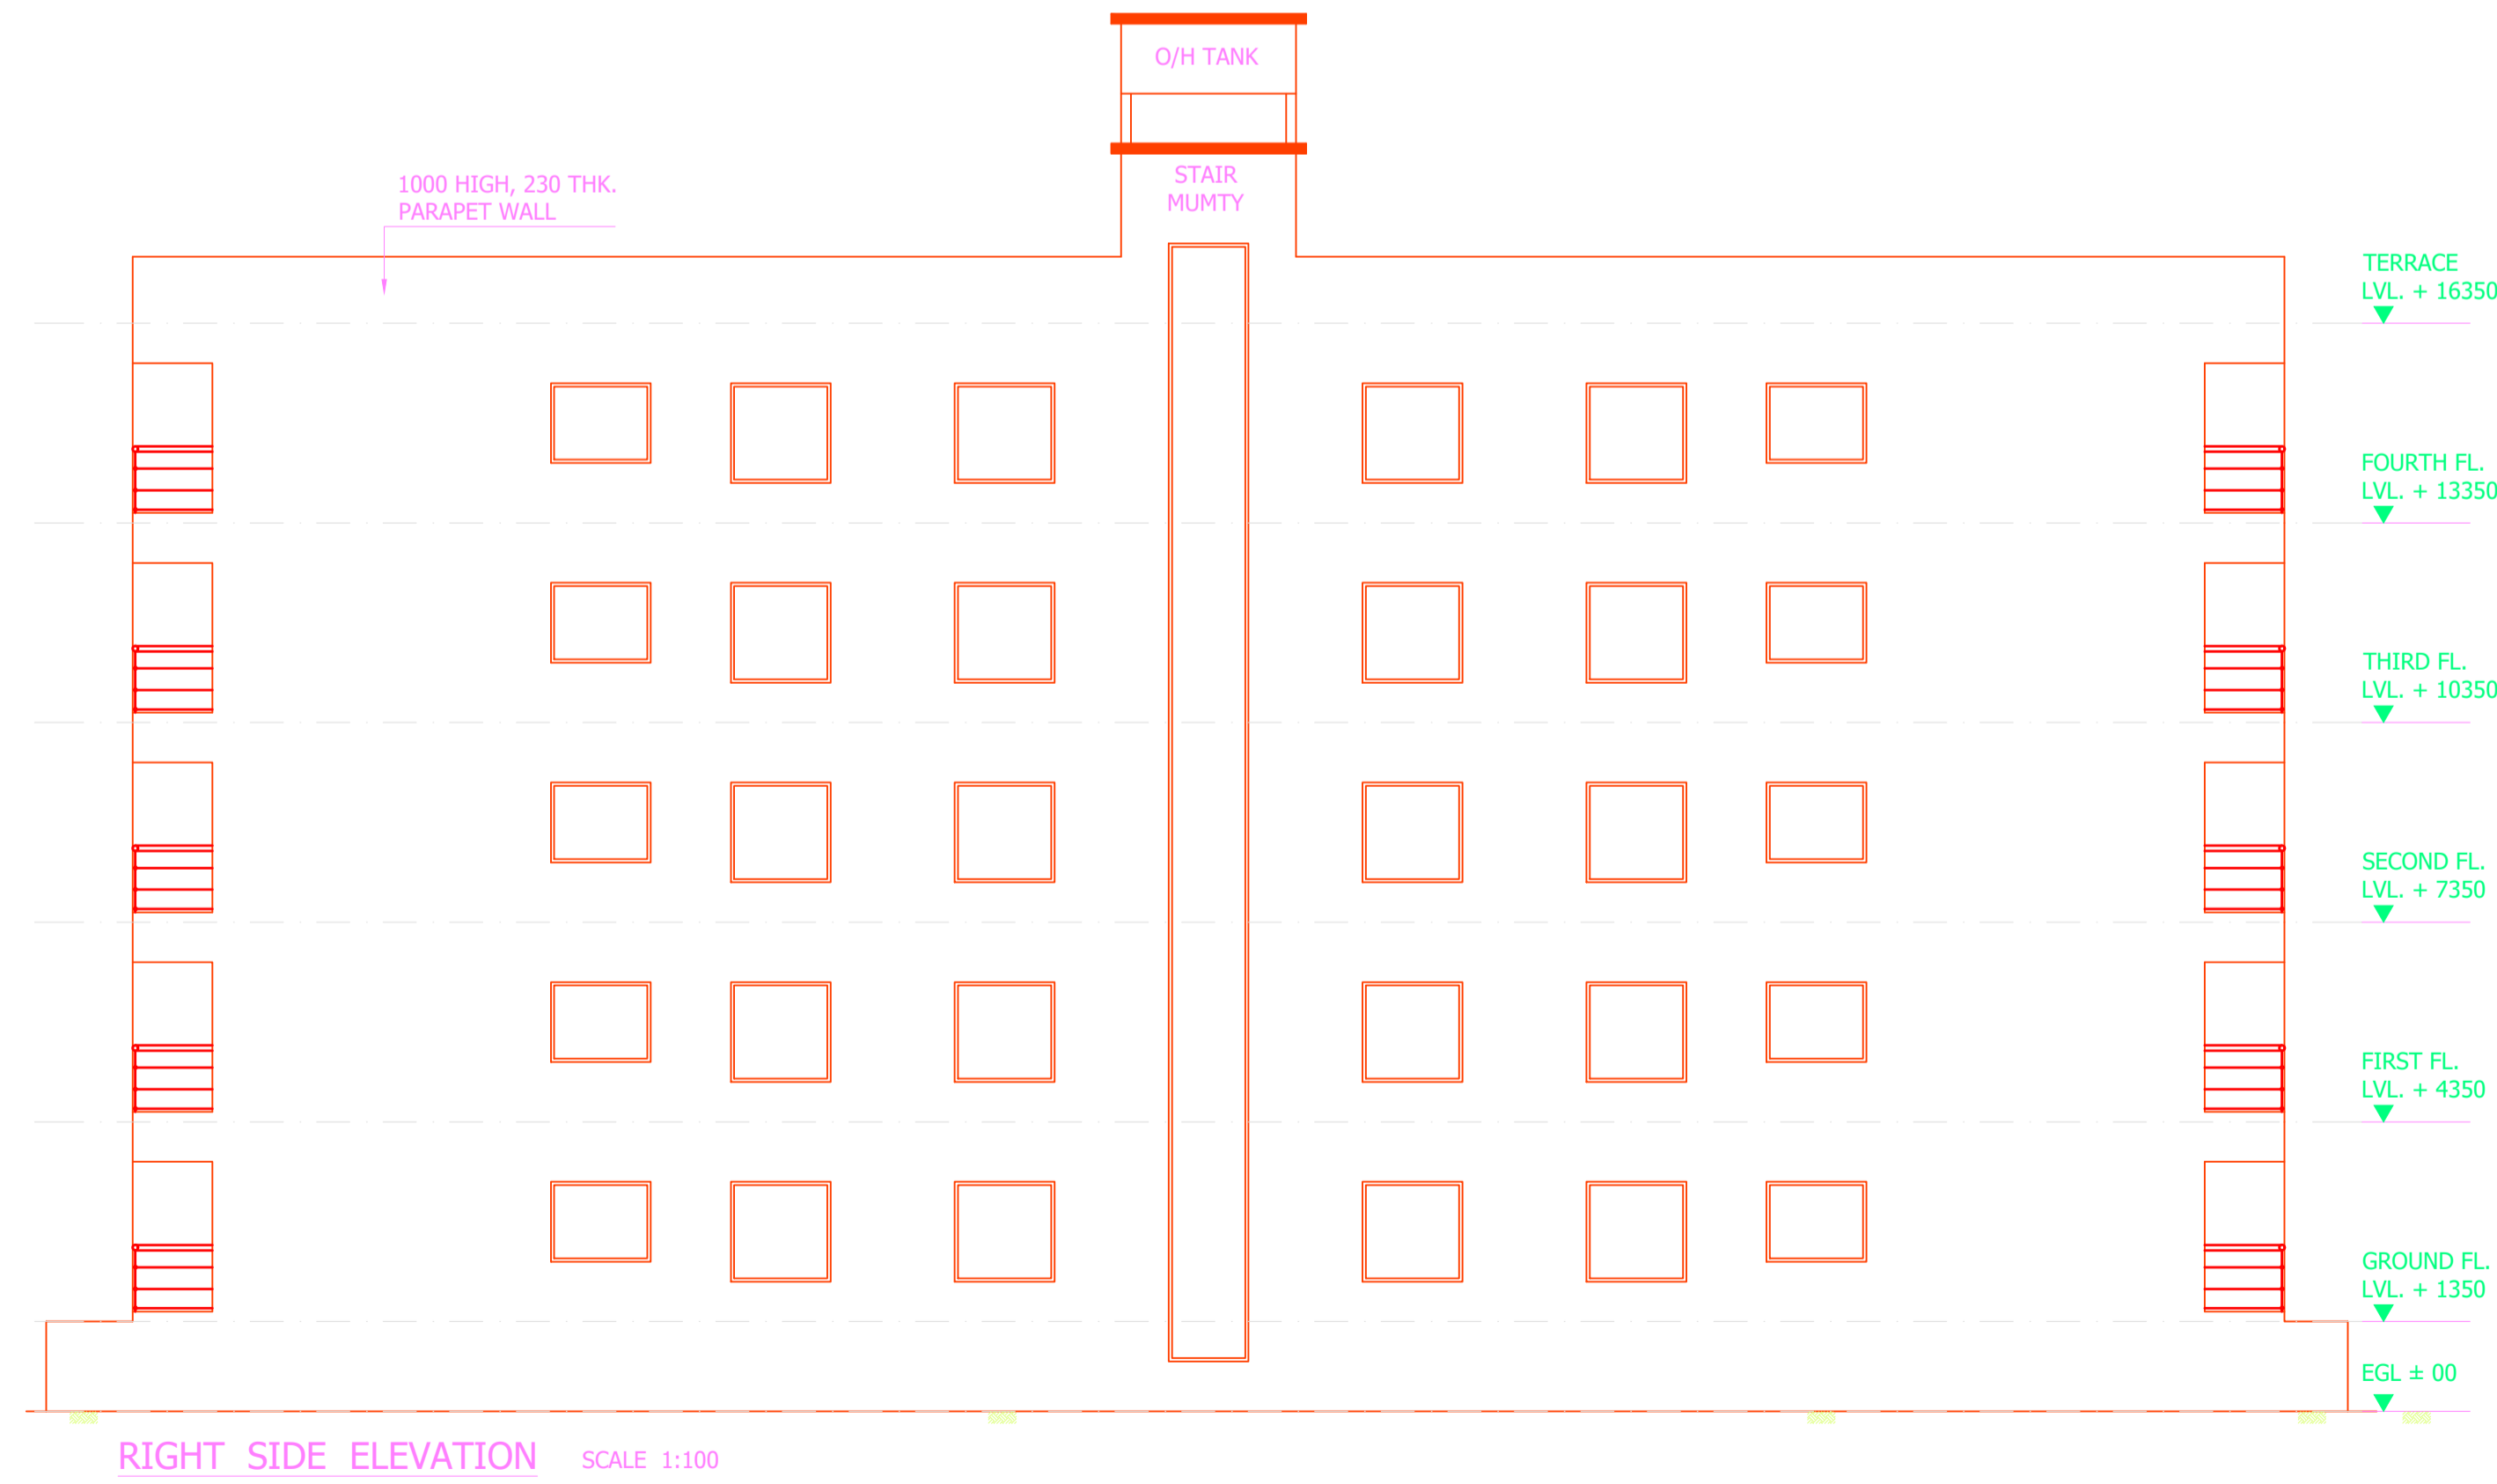 O/H TANK
STAIR
MUMTY
1000 HIGH, 230 THK.
PARAPET WALL
TERRACE
LVL. + 16350
FOURTH FL.
LVL. + 13350
THIRD FL.
LVL. + 10350
SECOND FL.
LVL. + 7350
FIRST FL.
LVL. + 4350
GROUND FL.
LVL. + 1350
EGL ± 00
RIGHT SIDE ELEVATION SCALE 1:100